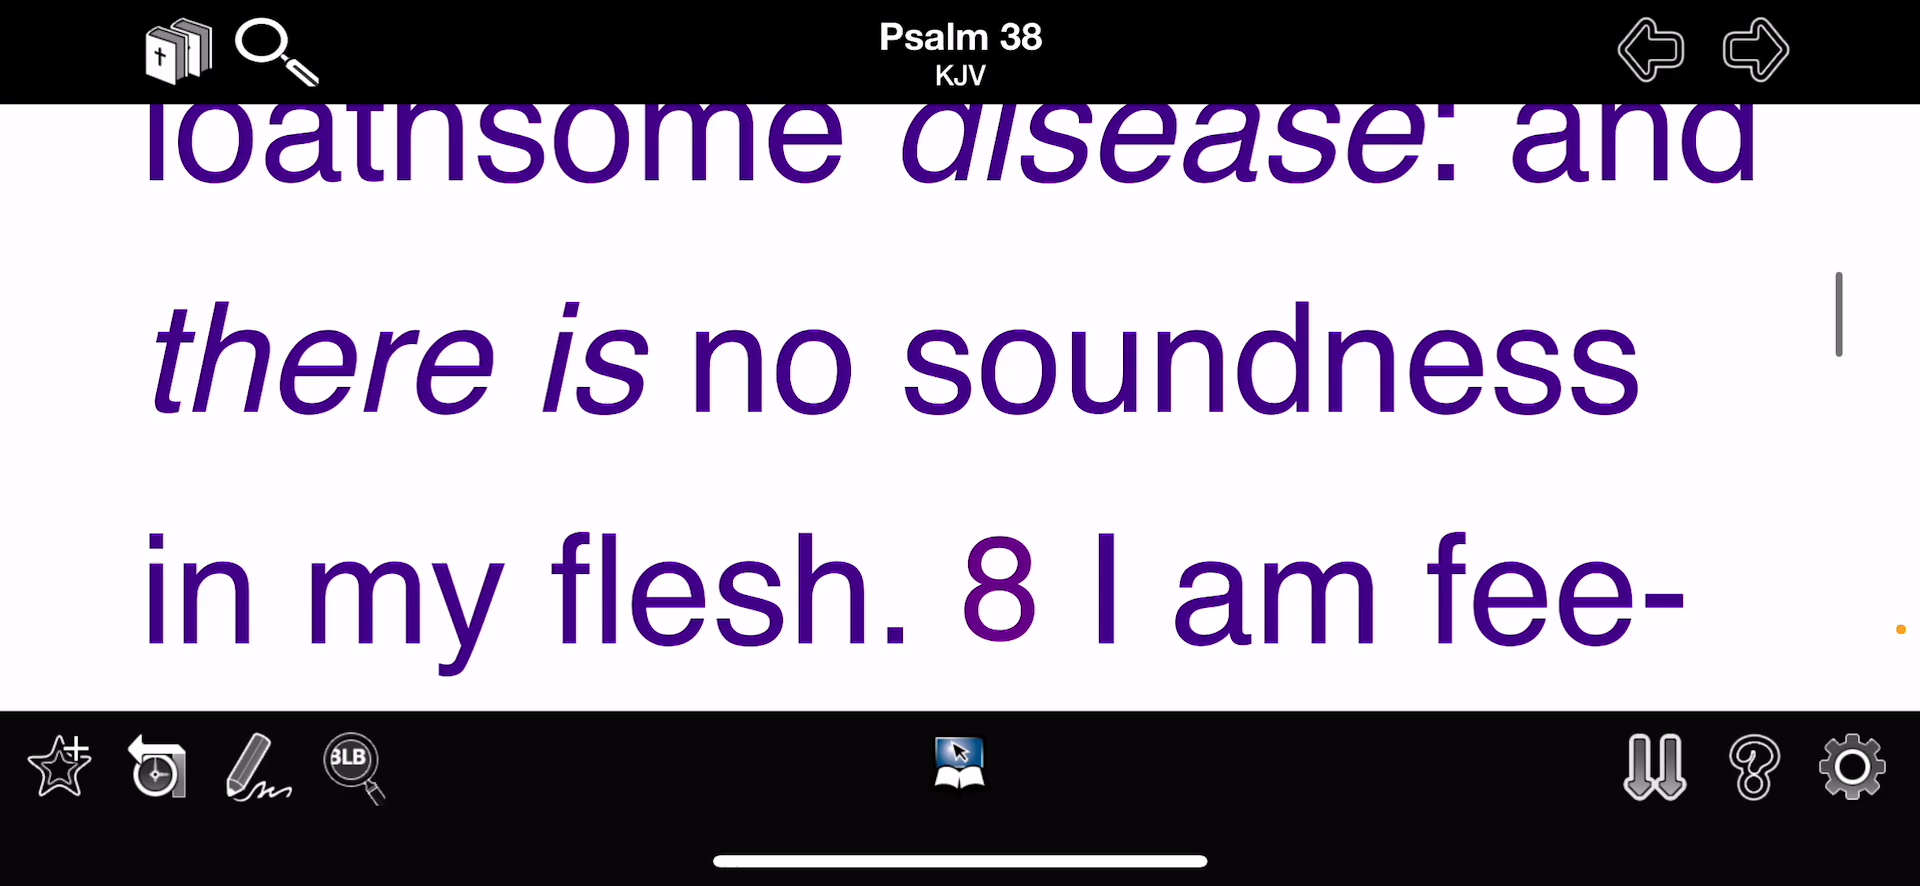 Psalm 38
KJV
loathsome disease: and
there is no soundness
in my flesh. 8 I am fee-
BLB